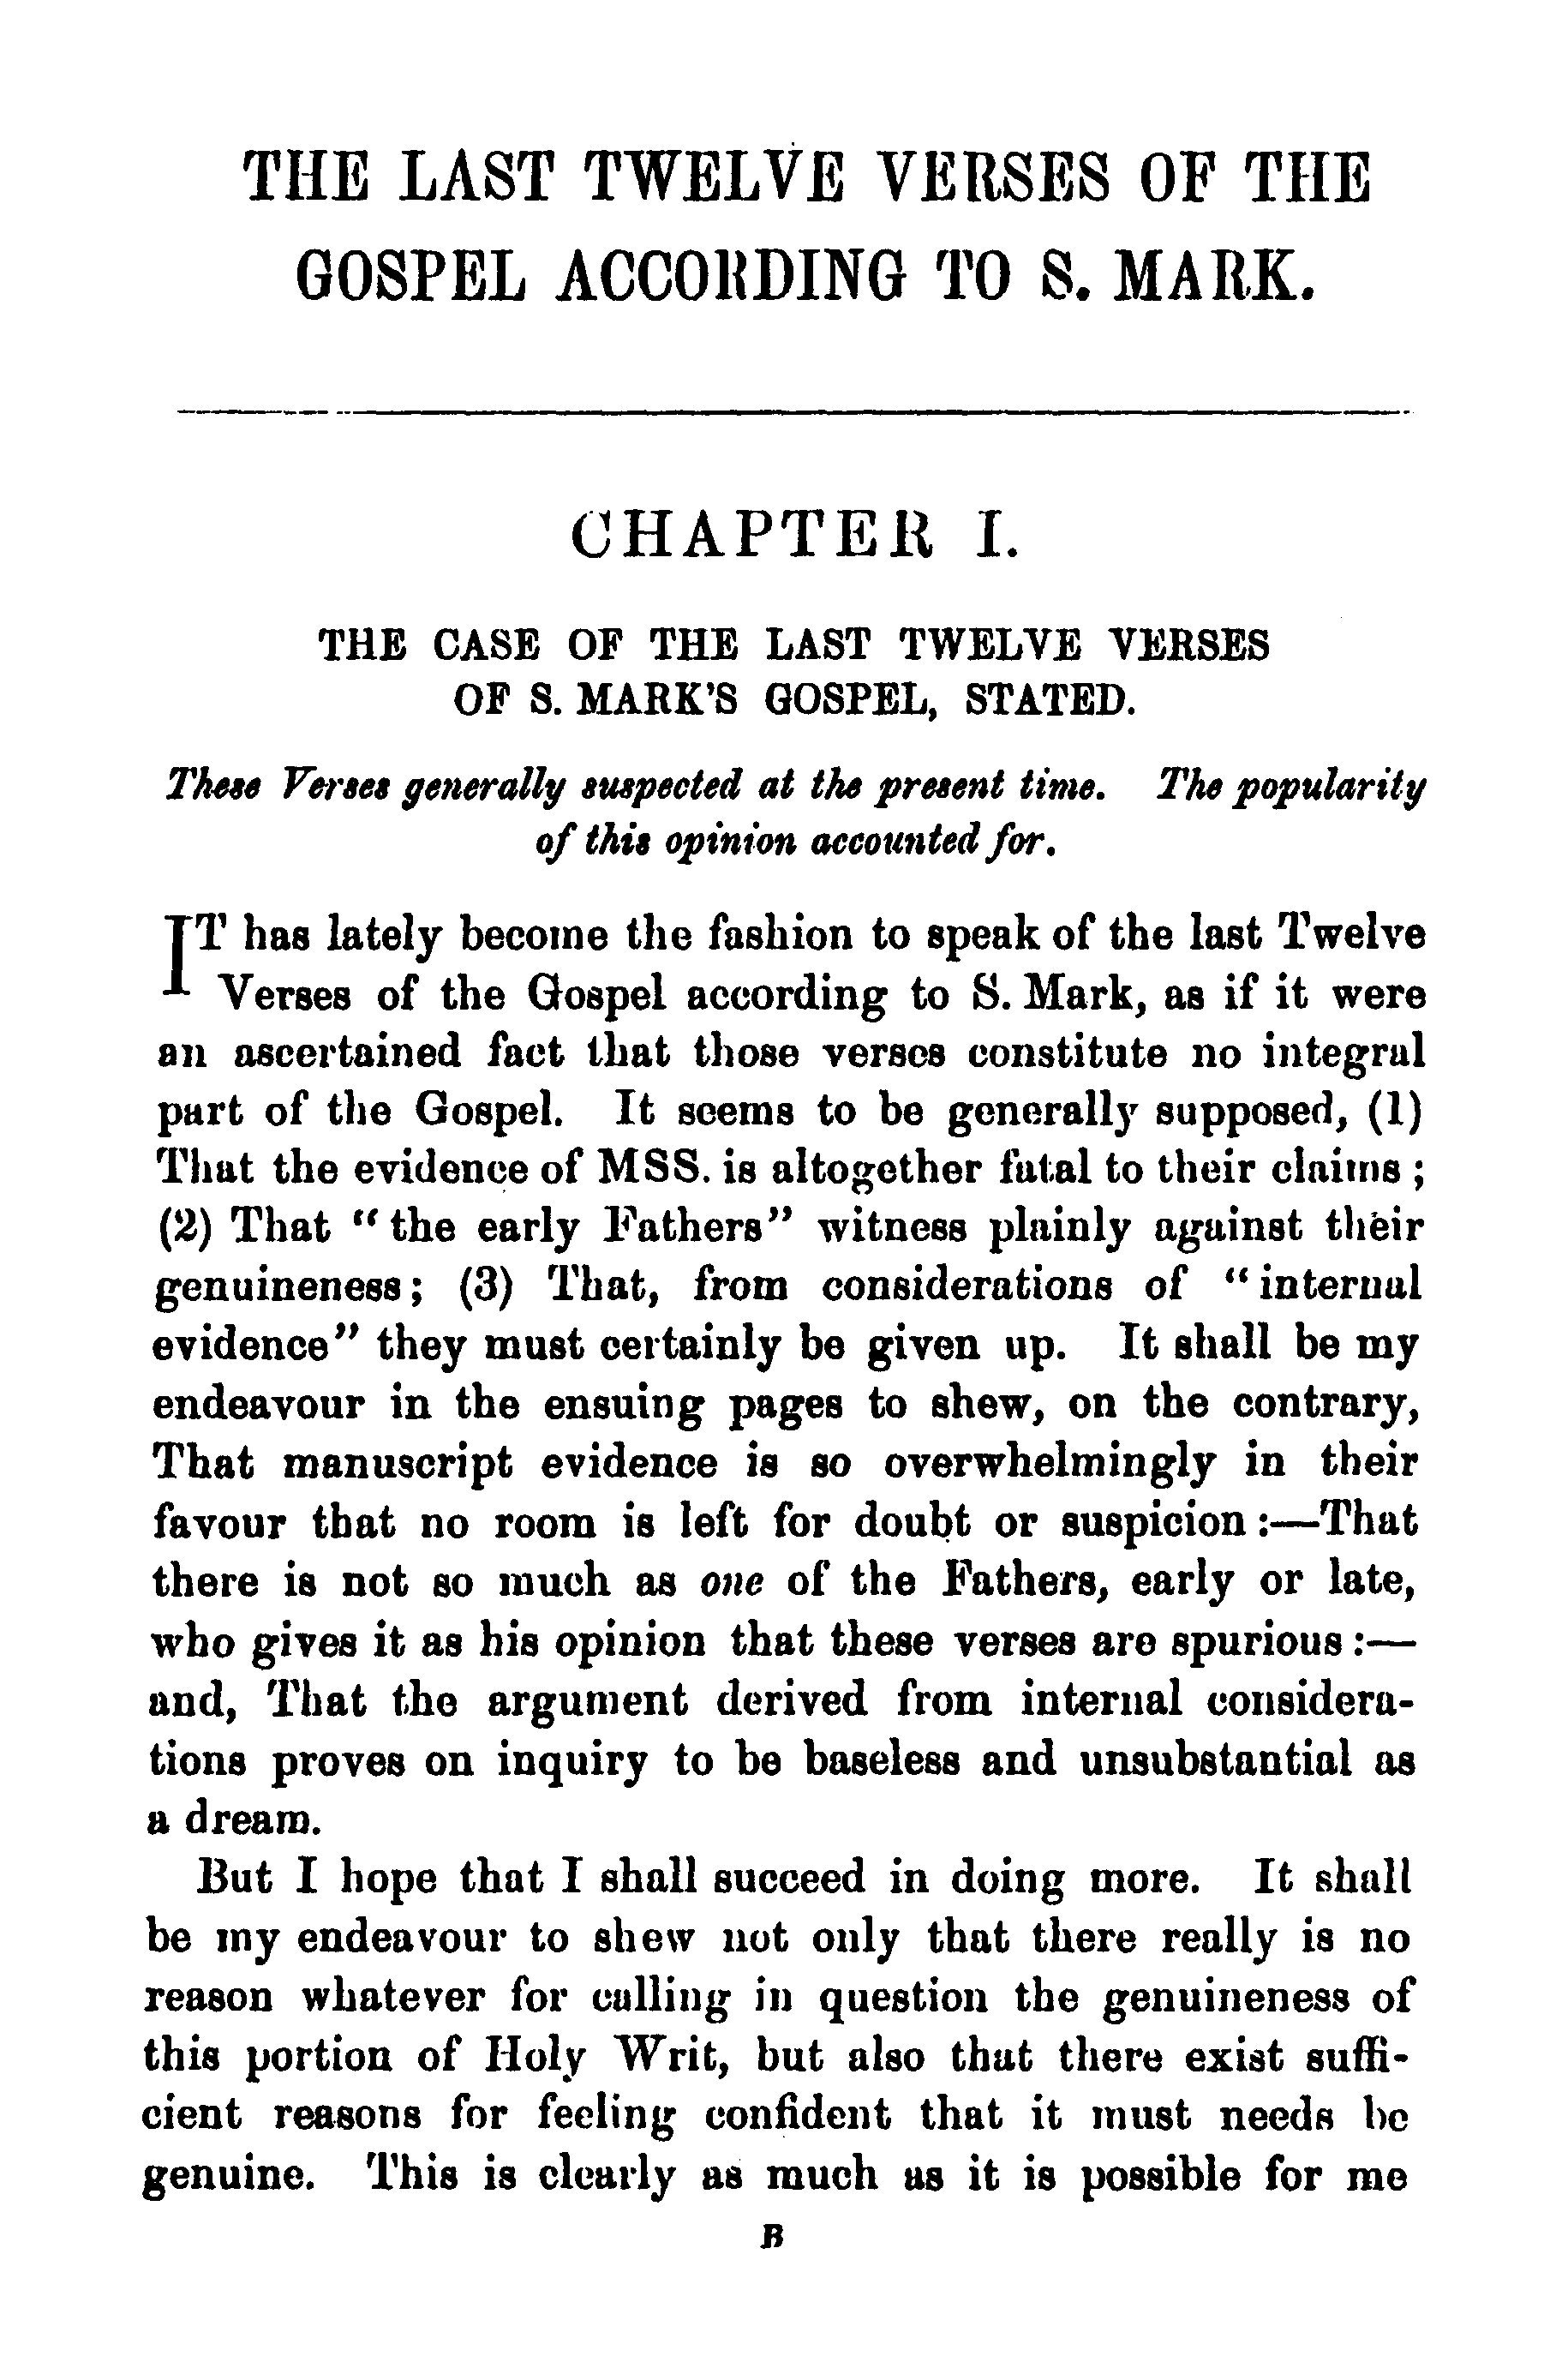 THE LAST TWELVE VERSES OF THE
GOSPEL ACCORDING TO S. MARK.
CHAPTER I.
THE CASE OF THE LAST TWELVE VERSES
OF S. MARK'S GOSPEL, STATED.
These Verses generally suspected at the present time. The popularity
of this opinion accounted for.
IT has lately become the fashion to speak of the last Twelve
Verses of the Gospel according to S. Mark, as if it were
an ascertained fact that those verses constitute no integral
part of the Gospel. It seems to be generally supposed, (1)
That the evidence of MSS. is altogether fatal to their claims ;
(2) That “the early Fathers” witness plainly against their
genuineness; (3) That, from considerations of “internal
evidence” they must certainly be given up. It shall be my
endeavour in the ensuing pages to shew, on the contrary,
That manuscript evidence is so overwhelmingly in their
favour that no room is left for doubt or suspicion :—That
there is not so much as one of the Fathers, early or late,
who gives it as his opinion that these verses are spurious :—
and, That the argument derived from internal considera-
tions proves on inquiry to be baseless and unsubstantial as
a dream.
But I hope that I shall succeed in doing more. It shall
be my endeavour to shew not only that there really is no
reason whatever for calling in question the genuineness of
this portion of Holy Writ, but also that there exist suffi-
cient reasons for feeling confident that it must needs be
genuine. This is clearly as much as it is possible for me
B